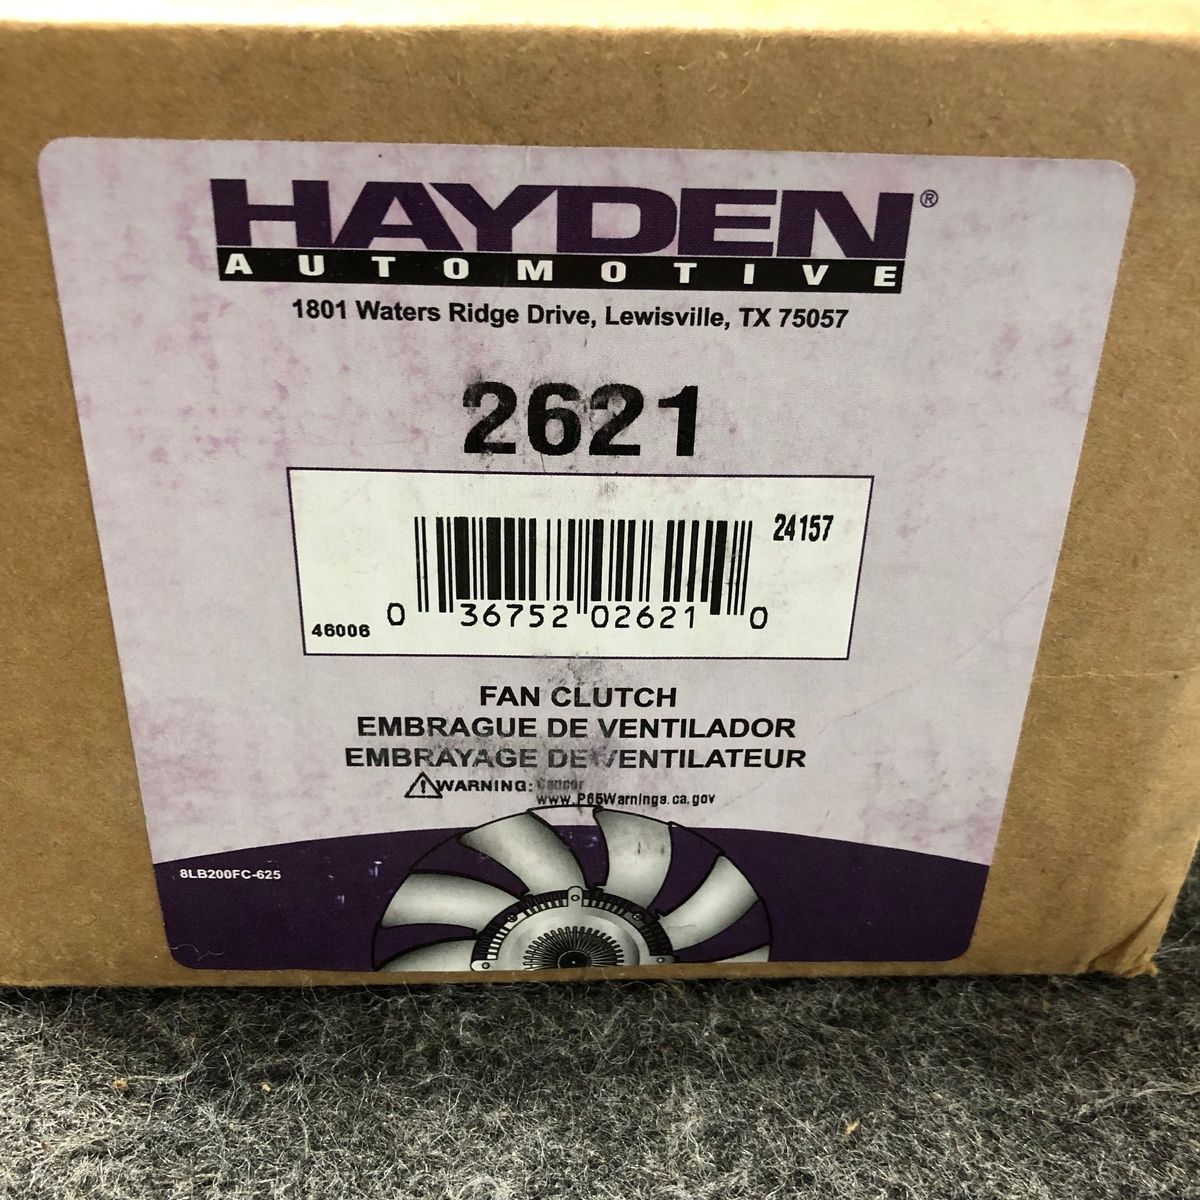 HAYDEN®
AUTOMOTIVE
1801 Waters Ridge Drive, Lewisville, TX 75057
2621
24157
46006
0 36752 02621 0
FAN CLUTCH
EMBRAGUE DE VENTILADOR
EMBRAYAGE DE VENTILATEUR
⚠WARNING: Cancer
www.P65Warnings.ca.gov
8LB200FC-625